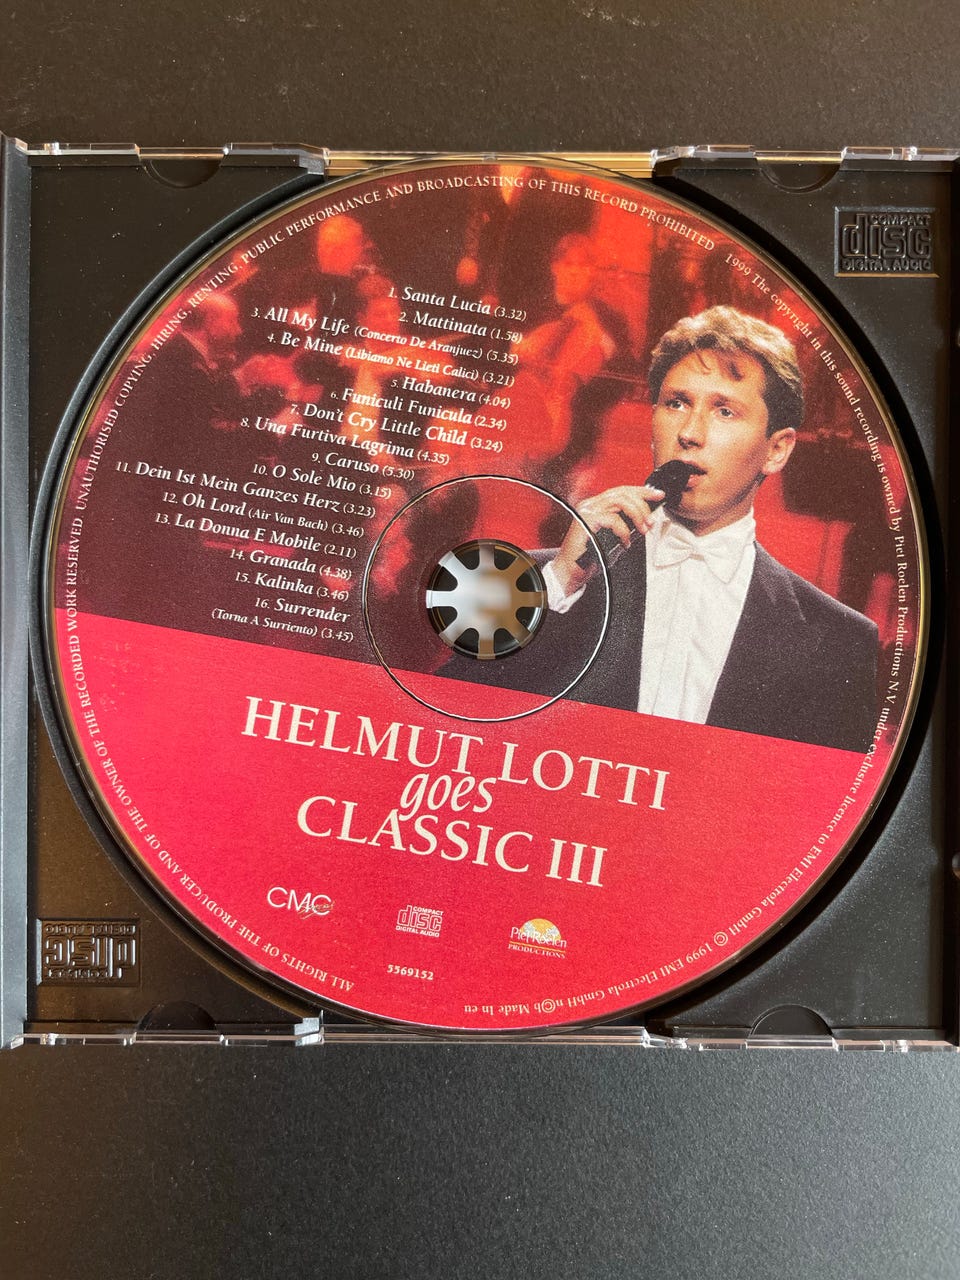 ALL RIGHTS OF THE PRODUCER AND OF THE OWNER OF THE RECORDED WORK RESERVED. UNAUTHORISED COPYING, HIRING, RENTING, PUBLIC PERFORMANCE AND BROADCASTING OF THIS RECORD PROHIBITED
1999 The copyright in this sound recording is owned by Piet Roelen Productions N.V. under exclusive licence to EMI Electrola GmbH © 1999 EMI Electrola GmbH Made In eu
COMPACT
disc
DIGITAL AUDIO
1. Santa Lucia (3.32)
2. Mattinata (1.58)
3. All My Life (Concerto De Aranjuez) (5.35)
4. Be Mine (Libiamo Ne Lieti Calici) (3.21)
5. Habanera (4.04)
6. Funiculi Funicula (2.34)
7. Don't Cry Little Child (3.24)
8. Una Furtiva Lagrima (4.35)
9. Caruso (5.30)
10. O Sole Mio (3.15)
11. Dein Ist Mein Ganzes Herz (3.23)
12. Oh Lord (Air Van Bach) (3.46)
13. La Donna E Mobile (2.11)
14. Granada (4.38)
15. Kalinka (3.46)
16. Surrender
(Torna A Surriento) (3.45)
HELMUT LOTTI
goes
CLASSIC III
CMC
COMPACT
disc
DIGITAL AUDIO
Piet Roelen
PRODUCTIONS
5569152
COMPACT
disc
DIGITAL AUDIO